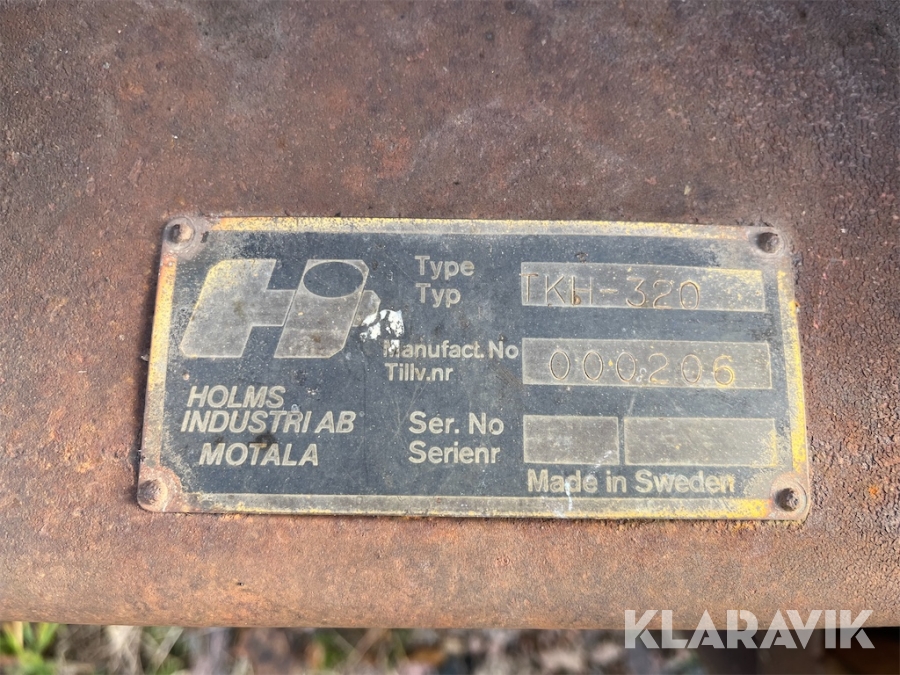 Type
Typ
TKH-320
Manufact. No
Tillv.nr
000206
HOLMS
INDUSTRI AB
MOTALA
Ser. No
Serienr
Made in Sweden
KLARAVIK